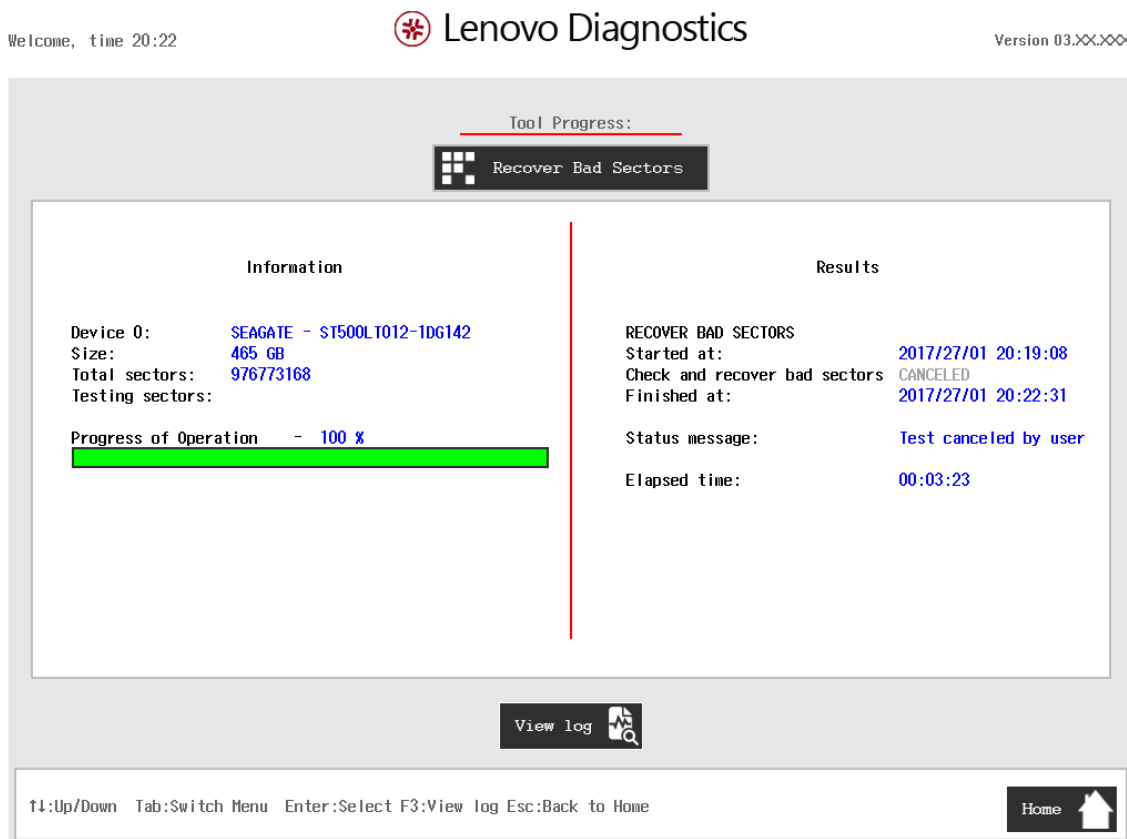 Welcome, time 20:22
Lenovo Diagnostics
Version 03.XX.XXX
Tool Progress:
Recover Bad Sectors
Information
Device 0: SEAGATE - ST500LT012-1DG142
Size: 465 GB
Total sectors: 976773168
Testing sectors:
Progress of Operation - 100 %
Results
RECOVER BAD SECTORS
Started at: 2017/27/01 20:19:08
Check and recover bad sectors CANCELED
Finished at: 2017/27/01 20:22:31
Status message: Test canceled by user
Elapsed time: 00:03:23
View log
↑↓:Up/Down Tab:Switch Menu Enter:Select F3:View log Esc:Back to Home
Home